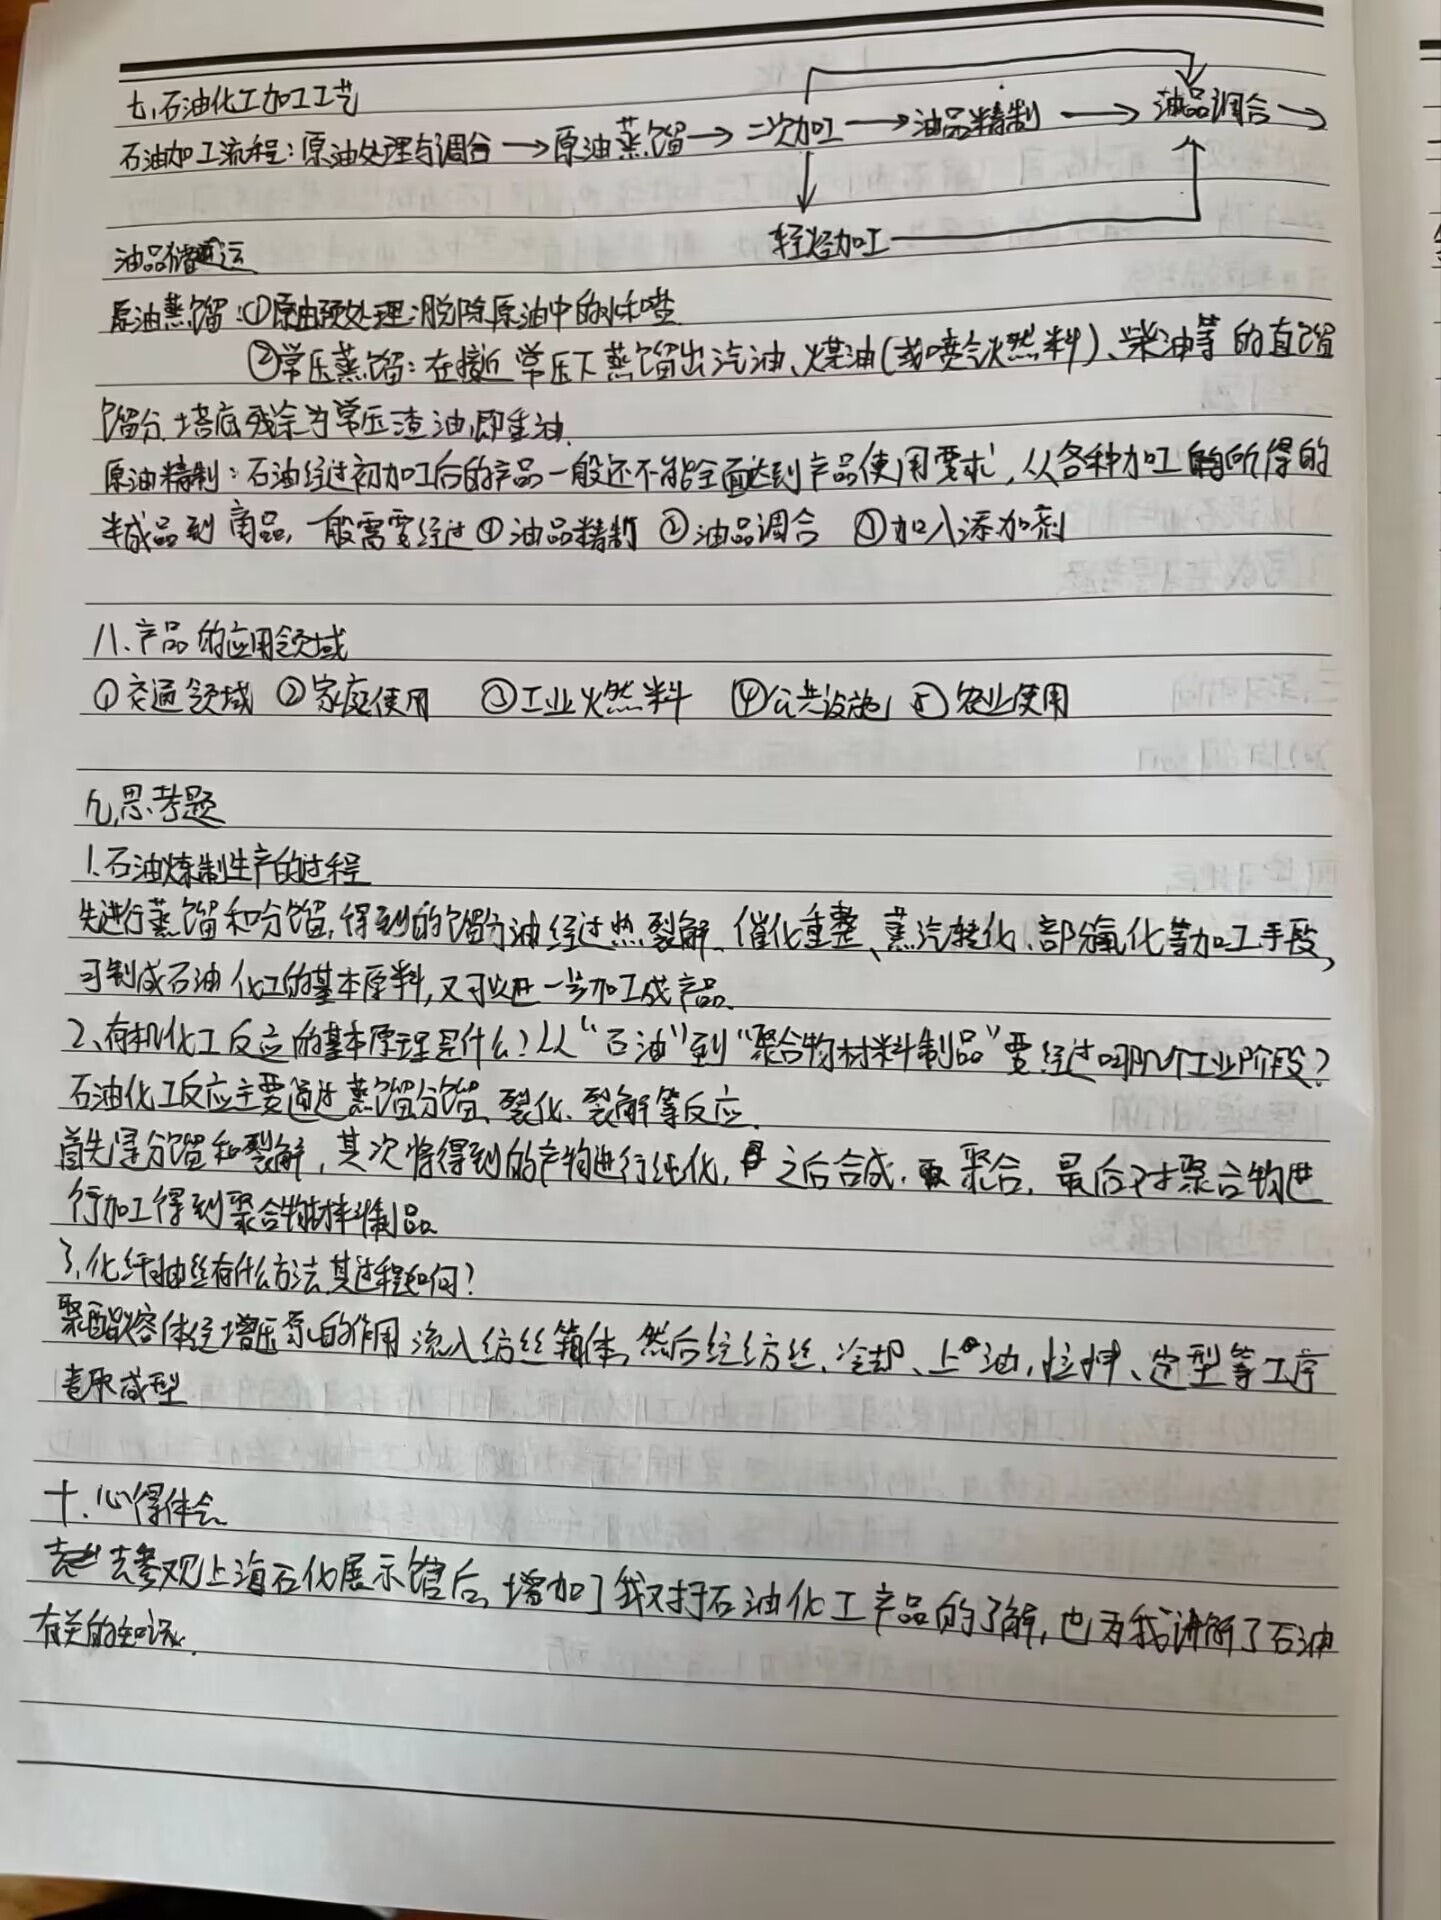 七、石油化工加工工艺
石油加工流程：原油处理与调合→原油蒸馏→二次加工→油品精制→油品调合→
轻烃加工
油品储运
原油蒸馏：①原油预处理：脱除原油中的水和盐
②常压蒸馏：在接近常压下蒸馏出汽油、煤油(或喷气燃料)、柴油等的直馏
馏分，塔底残余为常压渣油，即重油.
原油精制：石油经过初加工后的产品一般还不能全面达到产品使用要求，从各种加工所得的
半成品到商品，一般需要经过①油品精制 ②油品调合 ③加入添加剂
八、产品的应用领域
①交通领域 ②家庭使用 ③工业燃料 ④公共设施 ⑤农业使用
九、思考题
1.石油炼制生产的过程
先进行蒸馏和分馏，得到的馏分油经过热裂解、催化重整、蒸汽转化、部分氧化等加工手段，
可制成石油化工的基本原料，又可以进一步加工成产品.
2、有机化工反应的基本原理是什么？从“石油”到“聚合物材料制品”要经过哪几个工业阶段？
石油化工反应主要通过蒸馏分馏、裂化、裂解等反应.
首先是分馏和裂解，其次将得到的产物进行纯化，之后合成，聚合，最后对聚合物进
行加工得到聚合物材料制品
3、化纤抽丝有什么方法，其过程如何？
聚酯熔体经增压泵的作用流入纺丝箱体，然后经纺丝、冷却、上油，拉伸、定型等工序
卷取成型
十、心得体会
去参观上海石化展示馆后，增加了我对于石油化工产品的了解，也为我讲解了石油
有关的知识.